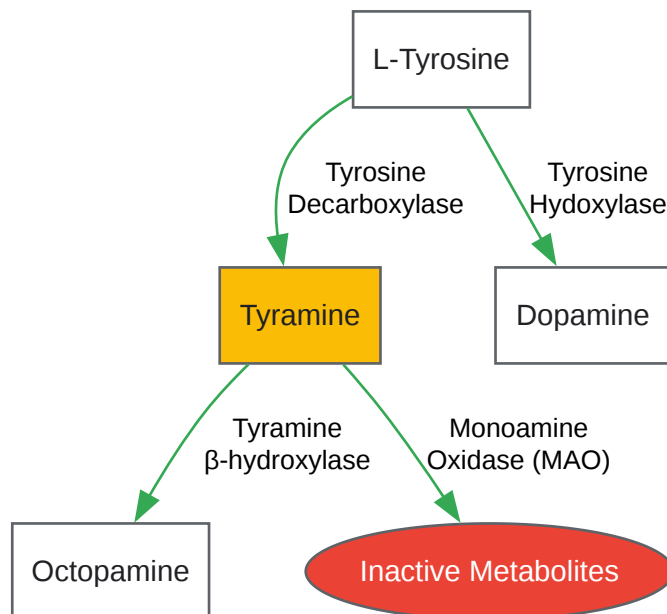 L-Tyrosine
Tyrosine
Decarboxylase
Tyrosine
Hydoxylase
Tyramine
Dopamine
Tyramine
β-hydroxylase
Monoamine
Oxidase (MAO)
Octopamine
Inactive Metabolites